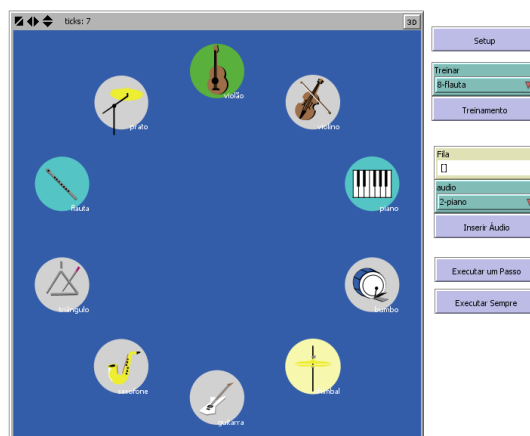 ticks: 7
3D
violão
violino
prato
flauta
piano
triângulo
bumbo
saxofone
guitarra
Setup
Treinar
8-flauta
Treinamento
Fila
[]
audio
2-piano
Inserir Áudio
Executar um Passo
Executar Sempre